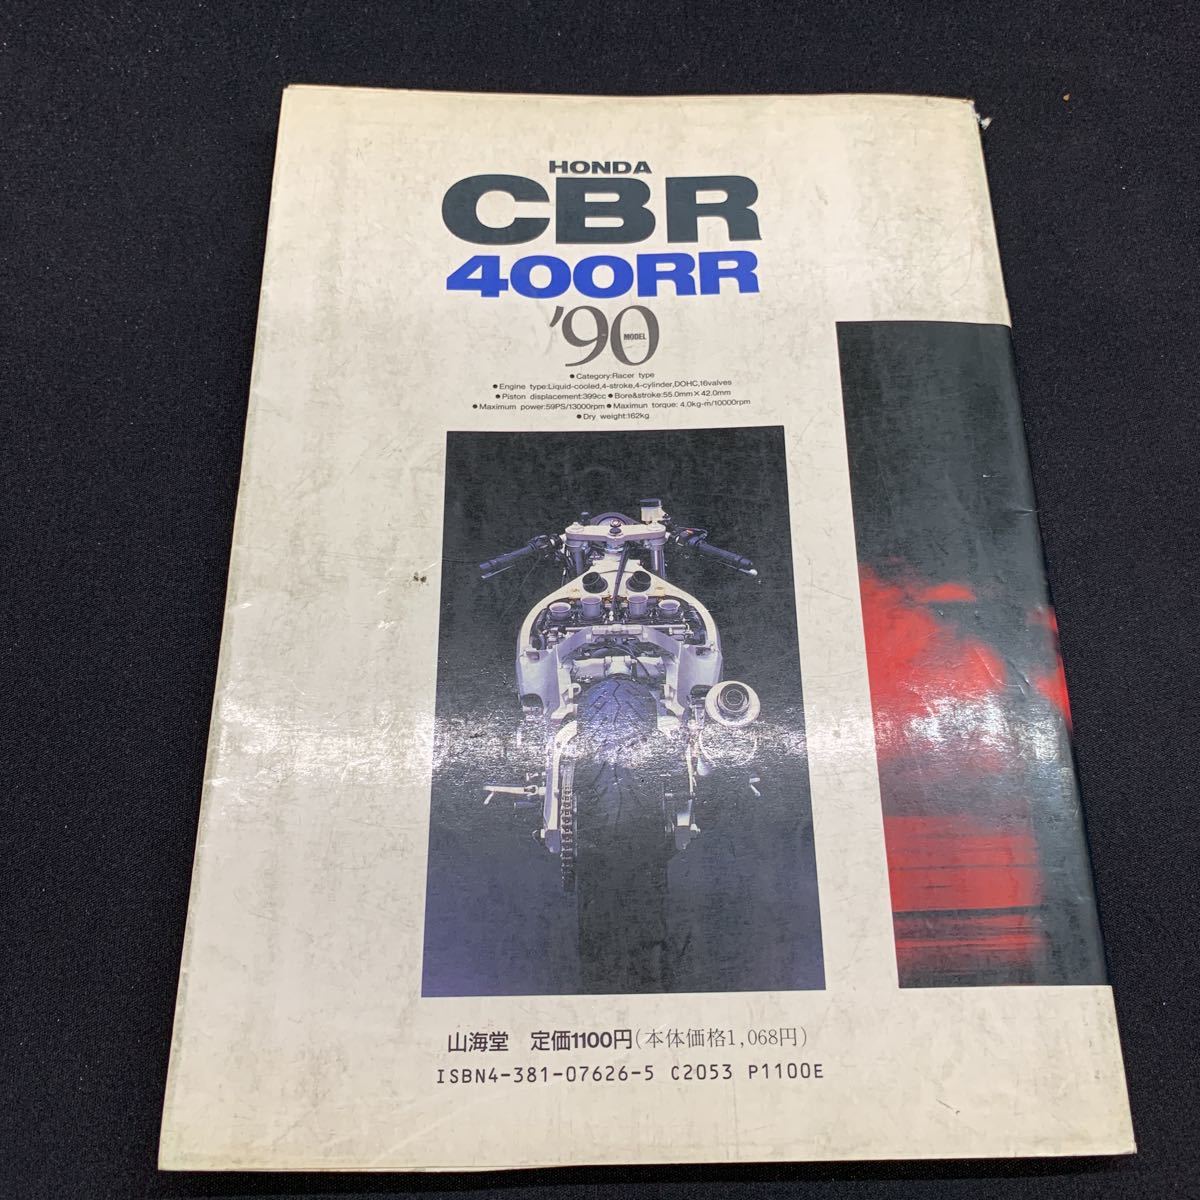 HONDA
CBR
400RR
'90 MODEL
●Category:Racer type
●Engine type:Liquid-cooled,4-stroke,4-cylinder,DOHC,16valves
●Piston displacement:399cc ●Bore&stroke:55.0mm×42.0mm
●Maximum power:59PS/13000rpm ●Maximun torque: 4.0kg-m/10000rpm
●Dry weight:162kg
山海堂 定価1100円(本体価格1,068円)
ISBN4-381-07626-5 C2053 P1100E